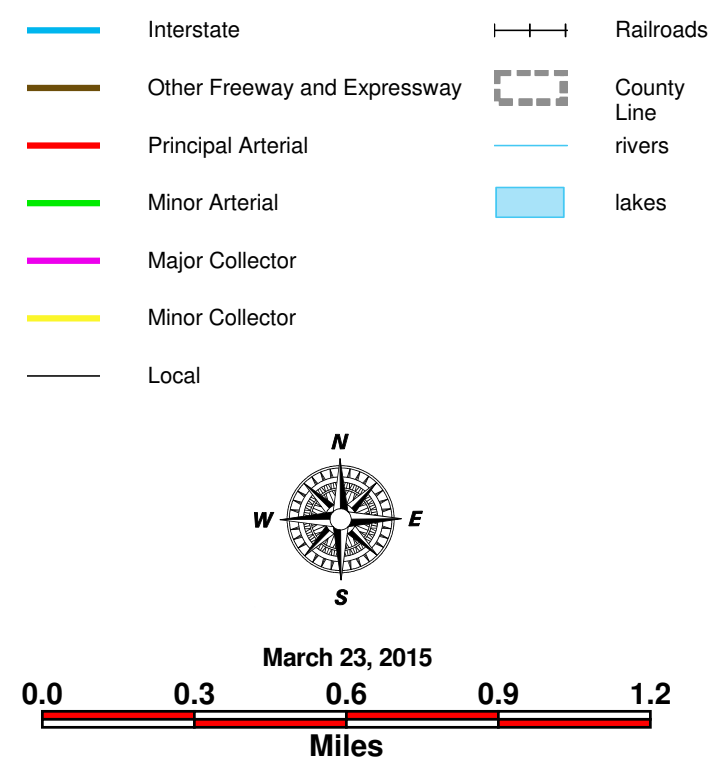 Interstate
Railroads
Other Freeway and Expressway
County
Line
Principal Arterial
rivers
Minor Arterial
lakes
Major Collector
Minor Collector
Local
N
W
E
S
March 23, 2015
0.0 0.3 0.6 0.9 1.2
Miles